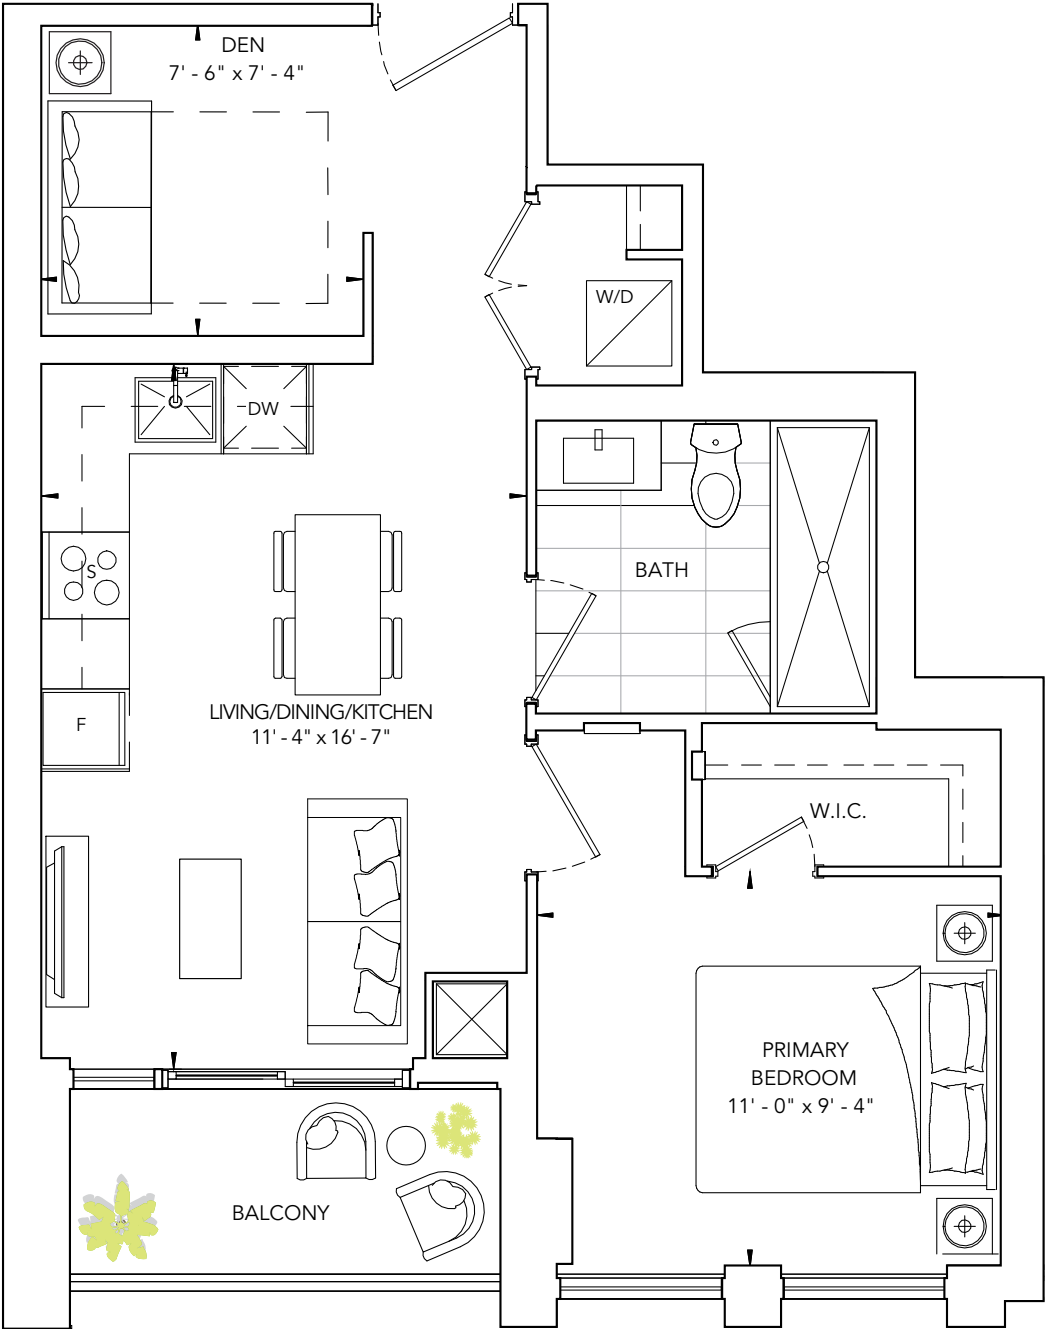 DEN
7' - 6" x 7' - 4"
W/D
DW
S
BATH
F
LIVING/DINING/KITCHEN
11' - 4" x 16' - 7"
W.I.C.
PRIMARY
BEDROOM
11' - 0" x 9' - 4"
BALCONY